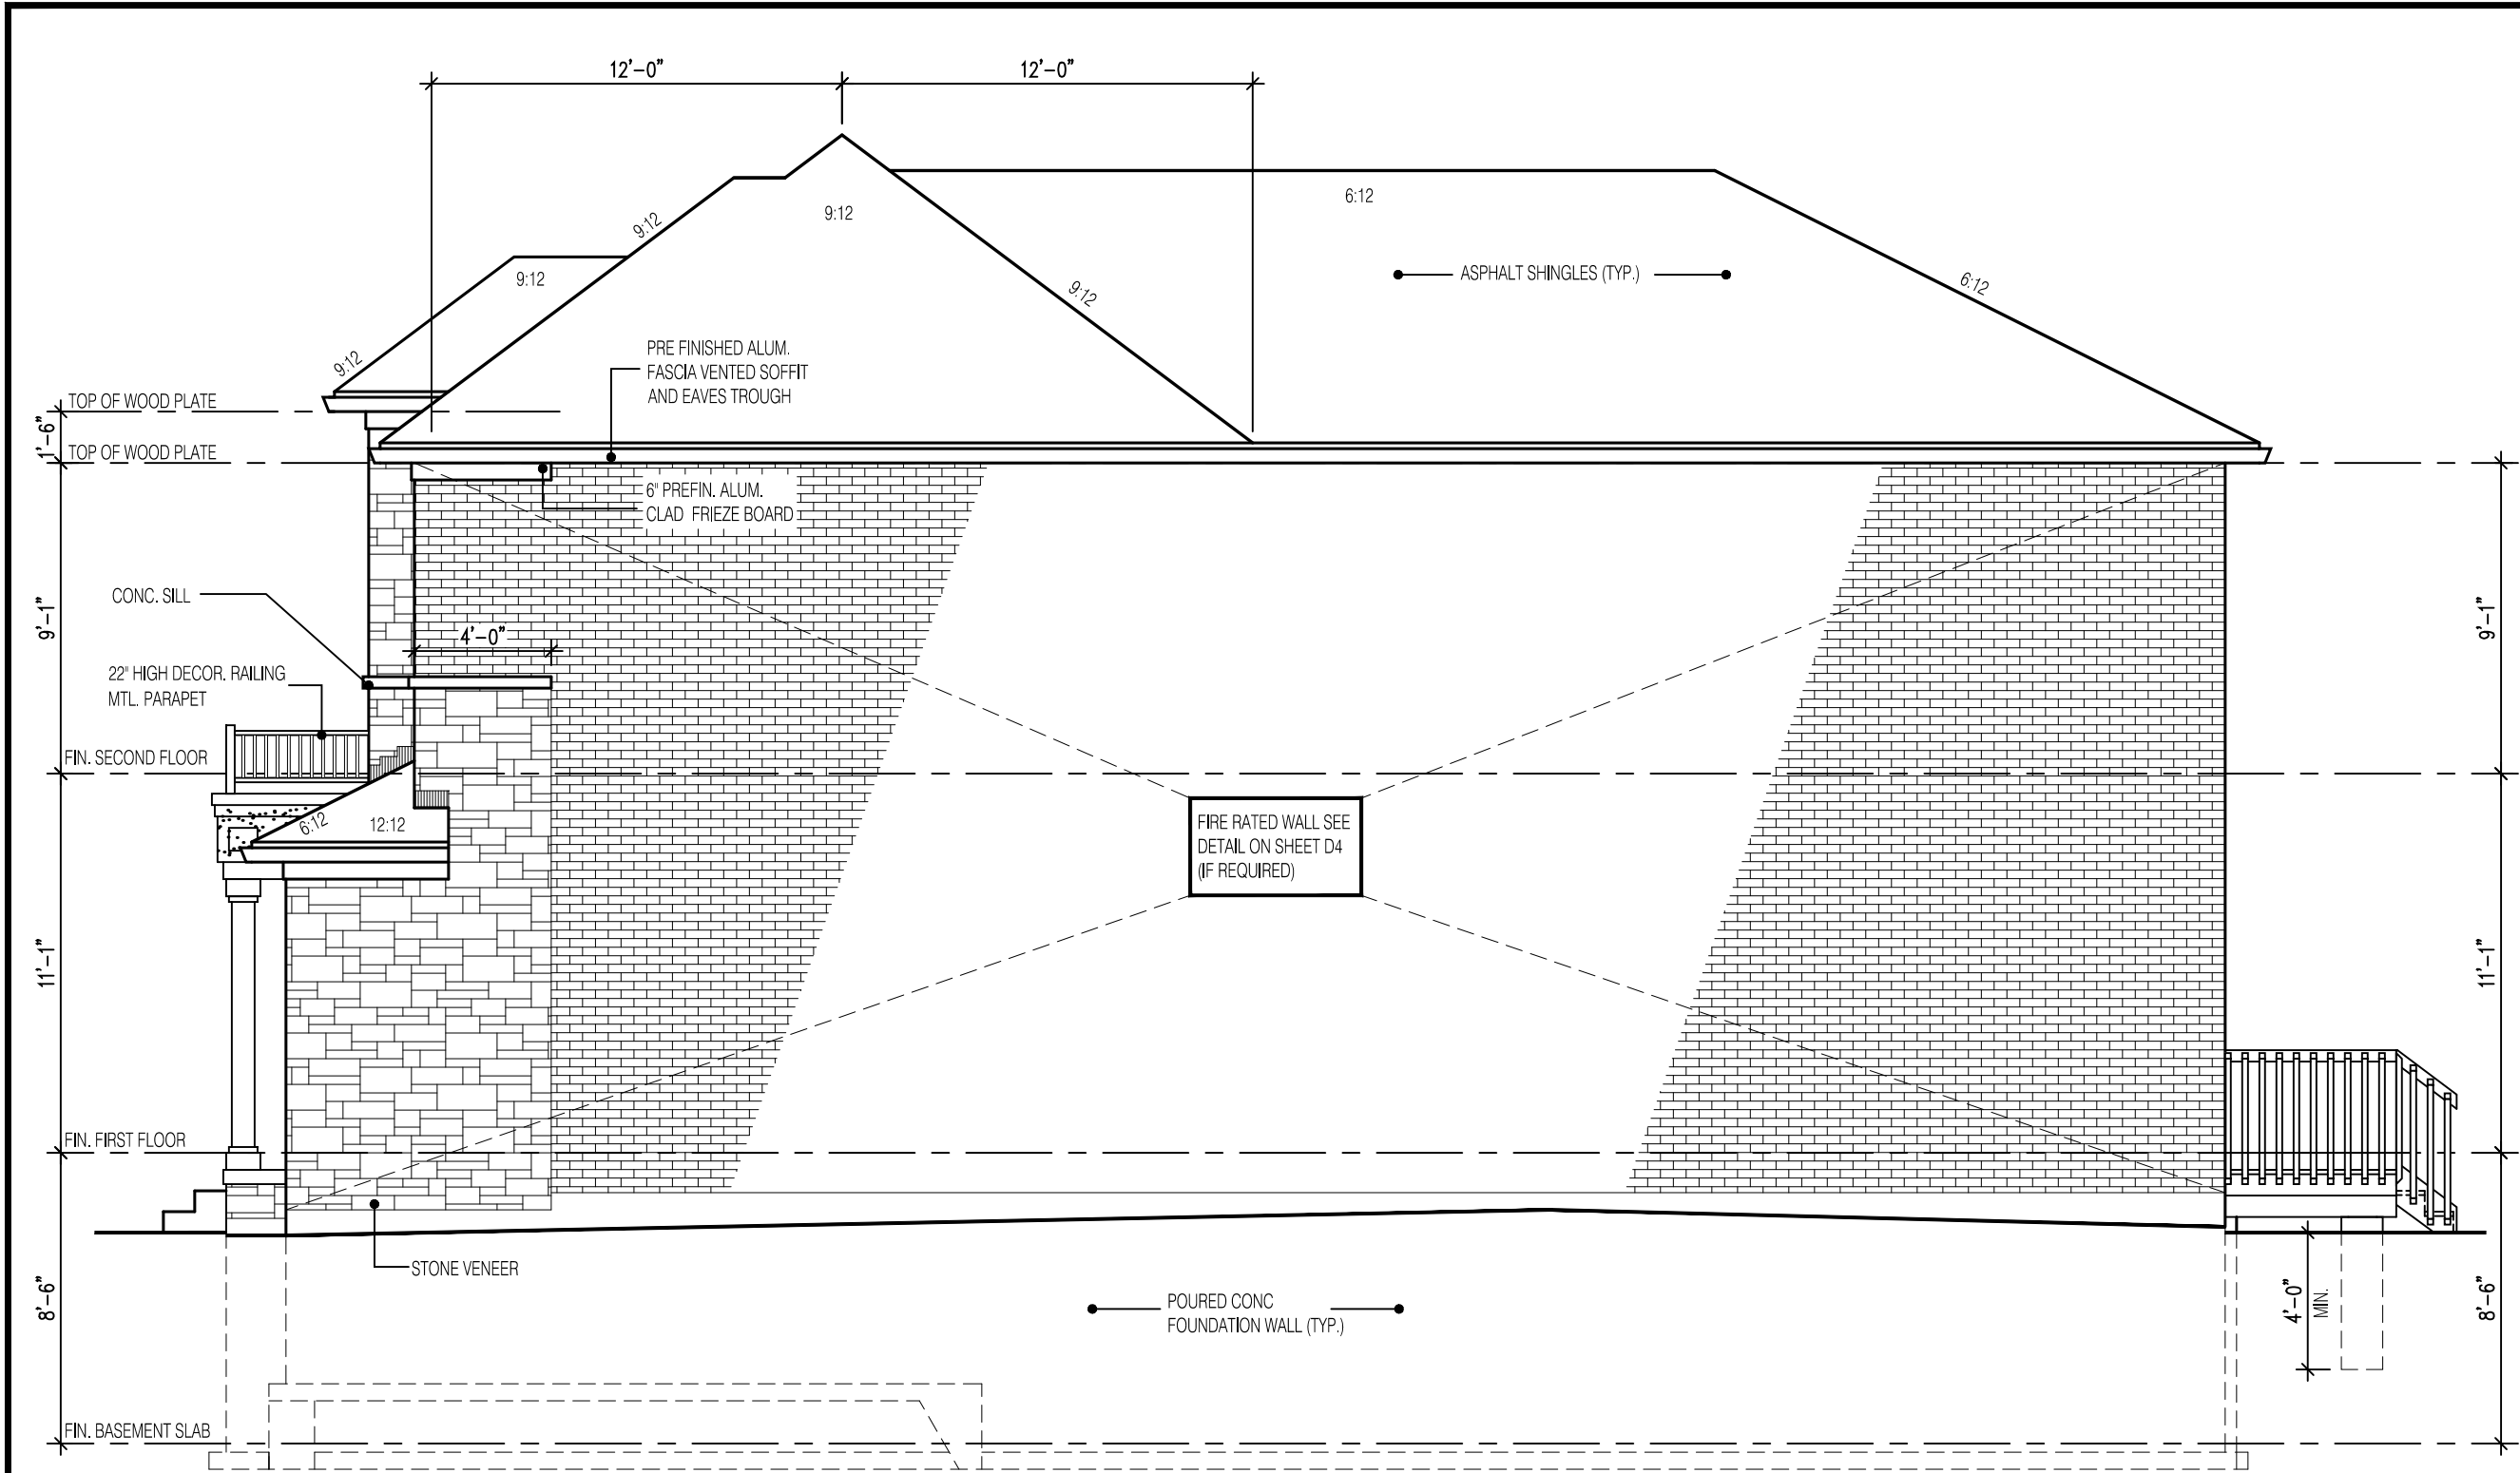 12'-0"
12'-0"
9:12
9:12
6:12
9:12
ASPHALT SHINGLES (TYP.)
6:12
9:12
9:12
PRE FINISHED ALUM.
FASCIA VENTED SOFFIT
AND EAVES TROUGH
TOP OF WOOD PLATE
1'-6"
TOP OF WOOD PLATE
6" PREFIN. ALUM.
CLAD FRIEZE BOARD
CONC. SILL
9'-1"
9'-1"
4'-0"
22" HIGH DECOR. RAILING
MTL. PARAPET
FIN. SECOND FLOOR
6:12
12:12
FIRE RATED WALL SEE
DETAIL ON SHEET D4
(IF REQUIRED)
11'-1"
11'-1"
FIN. FIRST FLOOR
STONE VENEER
8'-6"
POURED CONC
FOUNDATION WALL (TYP.)
4'-0"
MIN.
8'-6"
FIN. BASEMENT SLAB